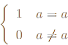 { 1 a = a
0 a ≠ a